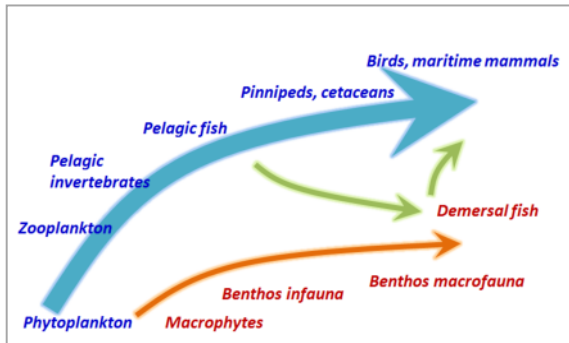 Birds, maritime mammals
Pinnipeds, cetaceans
Pelagic fish
Pelagic
invertebrates
Zooplankton
Demersal fish
Benthos macrofauna
Benthos infauna
Phytoplankton
Macrophytes